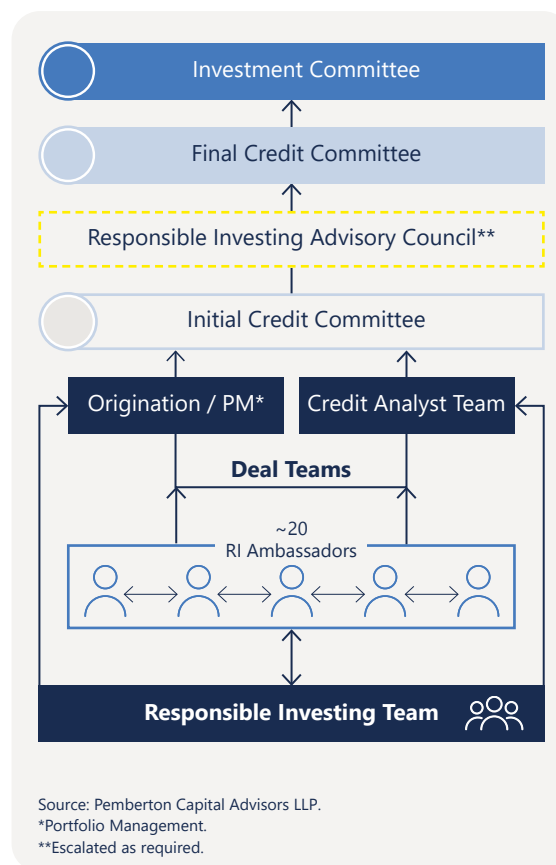 Investment Committee
Final Credit Committee
Responsible Investing Advisory Council**
Initial Credit Committee
Origination / PM*
Credit Analyst Team
Deal Teams
~20
RI Ambassadors
Responsible Investing Team
Source: Pemberton Capital Advisors LLP.
*Portfolio Management.
**Escalated as required.